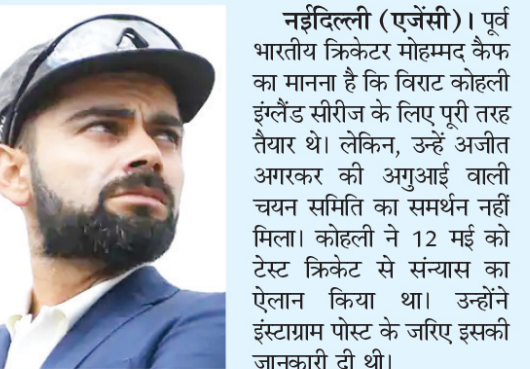 नईदिल्ली (एजेंसी)। पूर्व
भारतीय क्रिकेटर मोहम्मद कैफ
का मानना है कि विराट कोहली
इंग्लैंड सीरीज के लिए पूरी तरह
तैयार थे। लेकिन, उन्हें अजीत
अगरकर की अगुआई वाली
चयन समिति का समर्थन नहीं
मिला। कोहली ने 12 मई को
टेस्ट क्रिकेट से संन्यास का
ऐलान किया था। उन्होंने
इंस्टाग्राम पोस्ट के जरिए इसकी
जानकारी दी थी।